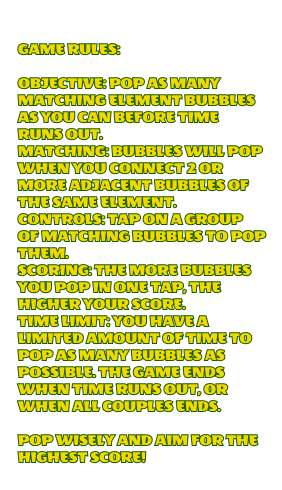 GAME RULES:

OBJECTIVE: POP AS MANY
MATCHING ELEMENT BUBBLES
AS YOU CAN BEFORE TIME
RUNS OUT.
MATCHING: BUBBLES WILL POP
WHEN YOU CONNECT 2 OR
MORE ADJACENT BUBBLES OF
THE SAME ELEMENT.
CONTROLS: TAP ON A GROUP
OF MATCHING BUBBLES TO POP
THEM.
SCORING: THE MORE BUBBLES
YOU POP IN ONE TAP, THE
HIGHER YOUR SCORE.
TIME LIMIT: YOU HAVE A
LIMITED AMOUNT OF TIME TO
POP AS MANY BUBBLES AS
POSSIBLE. THE GAME ENDS
WHEN TIME RUNS OUT, OR
WHEN ALL COUPLES ENDS.

POP WISELY AND AIM FOR THE
HIGHEST SCORE!